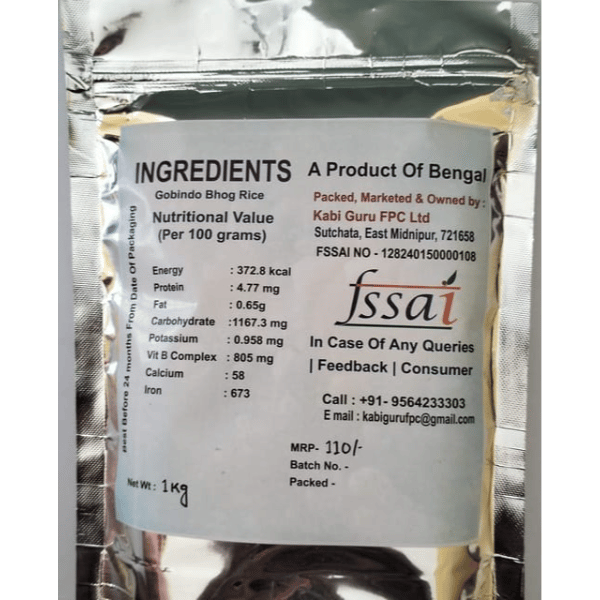 INGREDIENTS
Gobindo Bhog Rice
Nutritional Value
(Per 100 grams)
Energy : 372.8 kcal
Protein : 4.77 mg
Fat : 0.65g
Carbohydrate :1167.3 mg
Potassium : 0.958 mg
Vit B Complex : 805 mg
Calcium : 58
Iron : 673
Best Before 24 months From Date Of Packaging
Net Wt : 1 Kg
A Product Of Bengal
Packed, Marketed & Owned by :
Kabi Guru FPC Ltd
Sutchata, East Midnipur, 721658
FSSAI NO - 128240150000108
fssai
In Case Of Any Queries
| Feedback | Consumer
Call : +91- 9564233303
E mail : kabigurufpc@gmail.com
MRP- 110/-
Batch No. -
Packed -